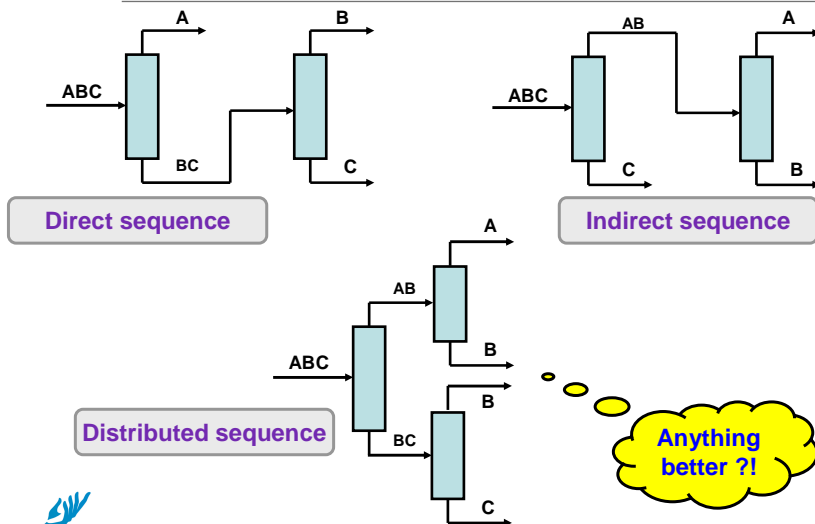 A
B
ABC
BC
C
Direct sequence
AB
A
ABC
C
B
Indirect sequence
A
AB
ABC
B
B
BC
C
Distributed sequence
Anything
better ?!